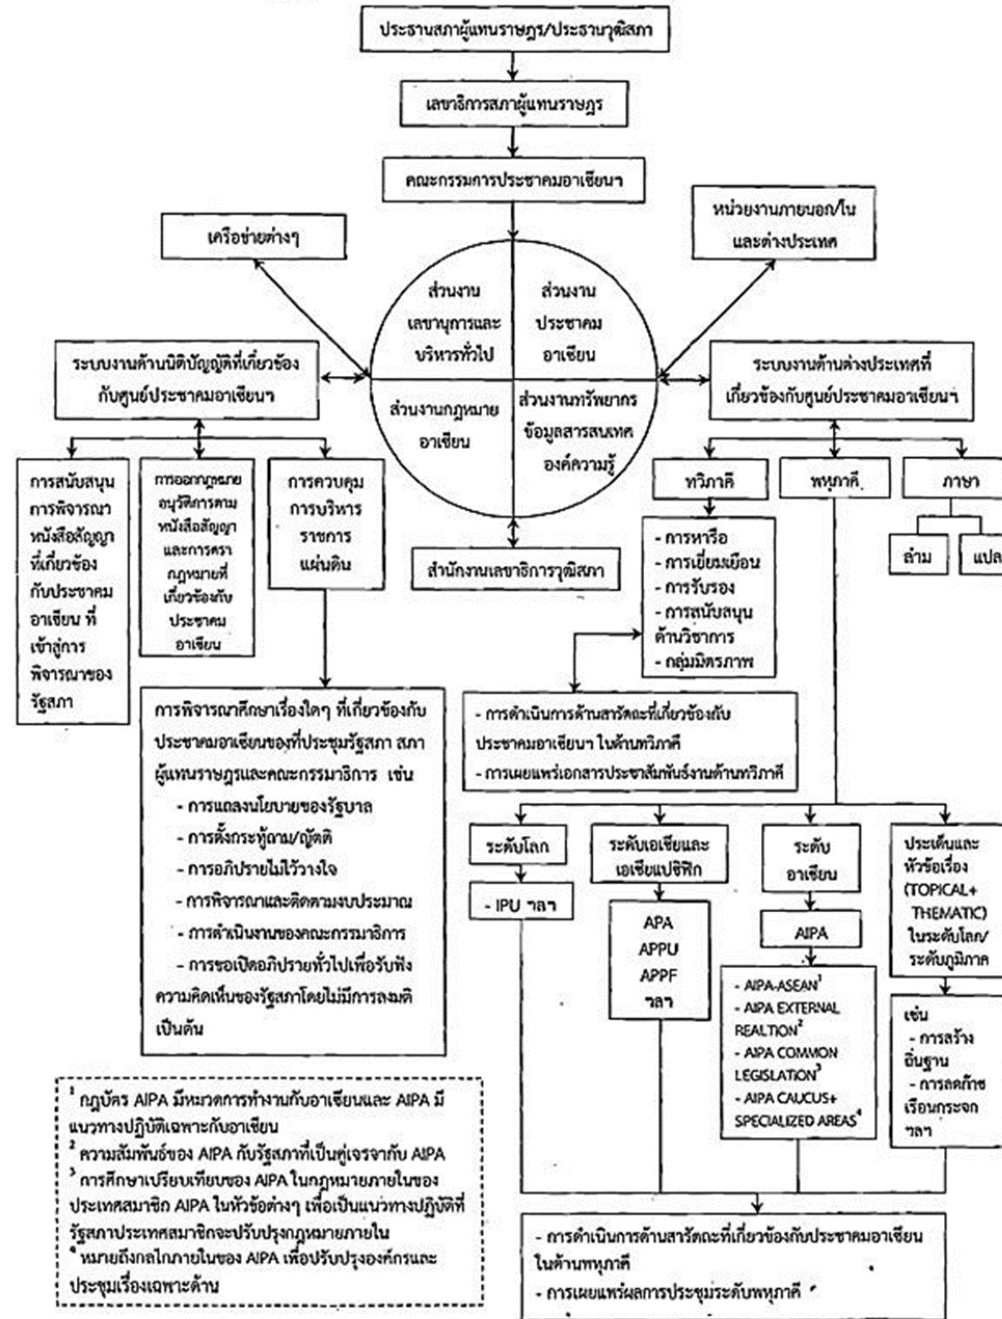 ประธานสภาผู้แทนราษฎร/ประธานวุฒิสภา
เลขาธิการสภาผู้แทนราษฎร
คณะกรรมการประชาคมอาเซียนฯ
เครือข่ายต่างๆ
หน่วยงานภายนอก/ใน
และต่างประเทศ
ส่วนงาน
เลขานุการและ
บริหารทั่วไป
ส่วนงาน
ประชาคม
อาเซียน
ส่วนงานกฎหมาย
อาเซียน
ส่วนงานทรัพยากร
ข้อมูลสารสนเทศ
องค์ความรู้
สำนักงานเลขาธิการวุฒิสภา
ระบบงานด้านนิติบัญญัติที่เกี่ยวข้อง
กับศูนย์ประชาคมอาเซียนฯ
การสนับสนุน
การพิจารณา
หนังสือสัญญา
ที่เกี่ยวข้อง
กับประชาคม
อาเซียน ที่
เข้าสู่การ
พิจารณาของ
รัฐสภา
การออกกฎหมาย
อนุวัติการตาม
หนังสือสัญญา
และการตรา
กฎหมายที่
เกี่ยวข้องกับ
ประชาคม
อาเซียน
การควบคุม
การบริหาร
ราชการ
แผ่นดิน
การพิจารณาศึกษาเรื่องใดๆ ที่เกี่ยวข้องกับ
ประชาคมอาเซียนของที่ประชุมรัฐสภา สภา
ผู้แทนราษฎรและคณะกรรมาธิการ เช่น
- การแถลงนโยบายของรัฐบาล
- การตั้งกระทู้ถาม/ญัตติ
- การอภิปรายไม่ไว้วางใจ
- การพิจารณาและติดตามงบประมาณ
- การดำเนินงานของคณะกรรมาธิการ
- การขอเปิดอภิปรายทั่วไปเพื่อรับฟัง
ความคิดเห็นของรัฐสภาโดยไม่มีการลงมติ
เป็นต้น
ระบบงานด้านต่างประเทศที่
เกี่ยวข้องกับศูนย์ประชาคมอาเซียนฯ
ทวิภาคี
พหุภาคี
ภาษา
ล่าม
แปล
- การหารือ
- การเยี่ยมเยือน
- การรับรอง
- การสนับสนุน
ด้านวิชาการ
- กลุ่มมิตรภาพ
- การดำเนินการด้านสารัตถะที่เกี่ยวข้องกับ
ประชาคมอาเซียนฯ ในด้านทวิภาคี
- การเผยแพร่เอกสารประชาสัมพันธ์งานด้านทวิภาคี
ระดับโลก
- IPU ฯลฯ
ระดับเอเชียและ
เอเชียแปซิฟิก
APA
APPU
APPF
ฯลฯ
ระดับ
อาเซียน
AIPA
- AIPA-ASEAN¹
- AIPA EXTERNAL
REALTION²
- AIPA COMMON
LEGISLATION³
- AIPA CAUCUS+
SPECIALIZED AREAS⁴
ประเด็นและ
หัวข้อเรื่อง
(TOPICAL+
THEMATIC)
ในระดับโลก/
ระดับภูมิภาค
เช่น
- การสร้าง
ถิ่นฐาน
- การลดก๊าซ
เรือนกระจก
ฯลฯ
- การดำเนินการด้านสารัตถะที่เกี่ยวข้องกับประชาคมอาเซียน
ในด้านพหุภาคี
- การเผยแพร่ผลการประชุมระดับพหุภาคี
¹ กฎบัตร AIPA มีหมวดการทำงานกับอาเซียนและ AIPA มี
แนวทางปฏิบัติเฉพาะกับอาเซียน
² ความสัมพันธ์ของ AIPA กับรัฐสภาที่เป็นคู่เจรจากับ AIPA
³ การศึกษาเปรียบเทียบของ AIPA ในกฎหมายภายในของ
ประเทศสมาชิก AIPA ในหัวข้อต่างๆ เพื่อเป็นแนวทางปฏิบัติที่
รัฐสภาประเทศสมาชิกจะปรับปรุงกฎหมายภายใน
⁴ หมายถึงกลไกภายในของ AIPA เพื่อปรับปรุงองค์กรและ
ประชุมเรื่องเฉพาะด้าน